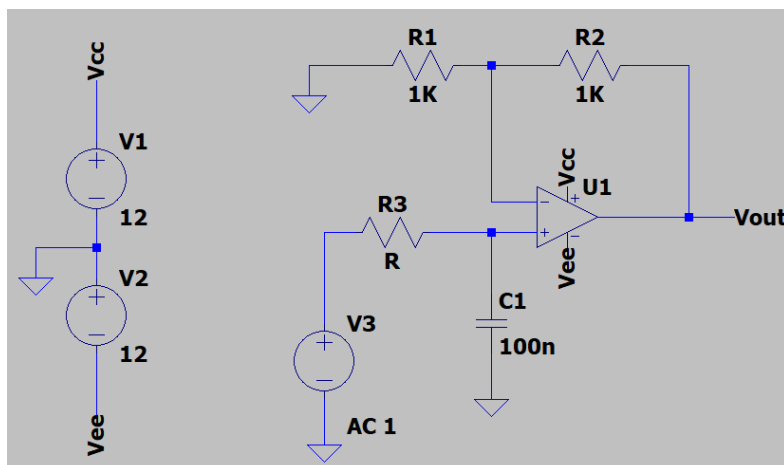 Vcc
V1
12
V2
12
Vee
R1
1K
R2
1K
Vcc
U1
Vee
Vout
R3
R
V3
AC 1
C1
100n